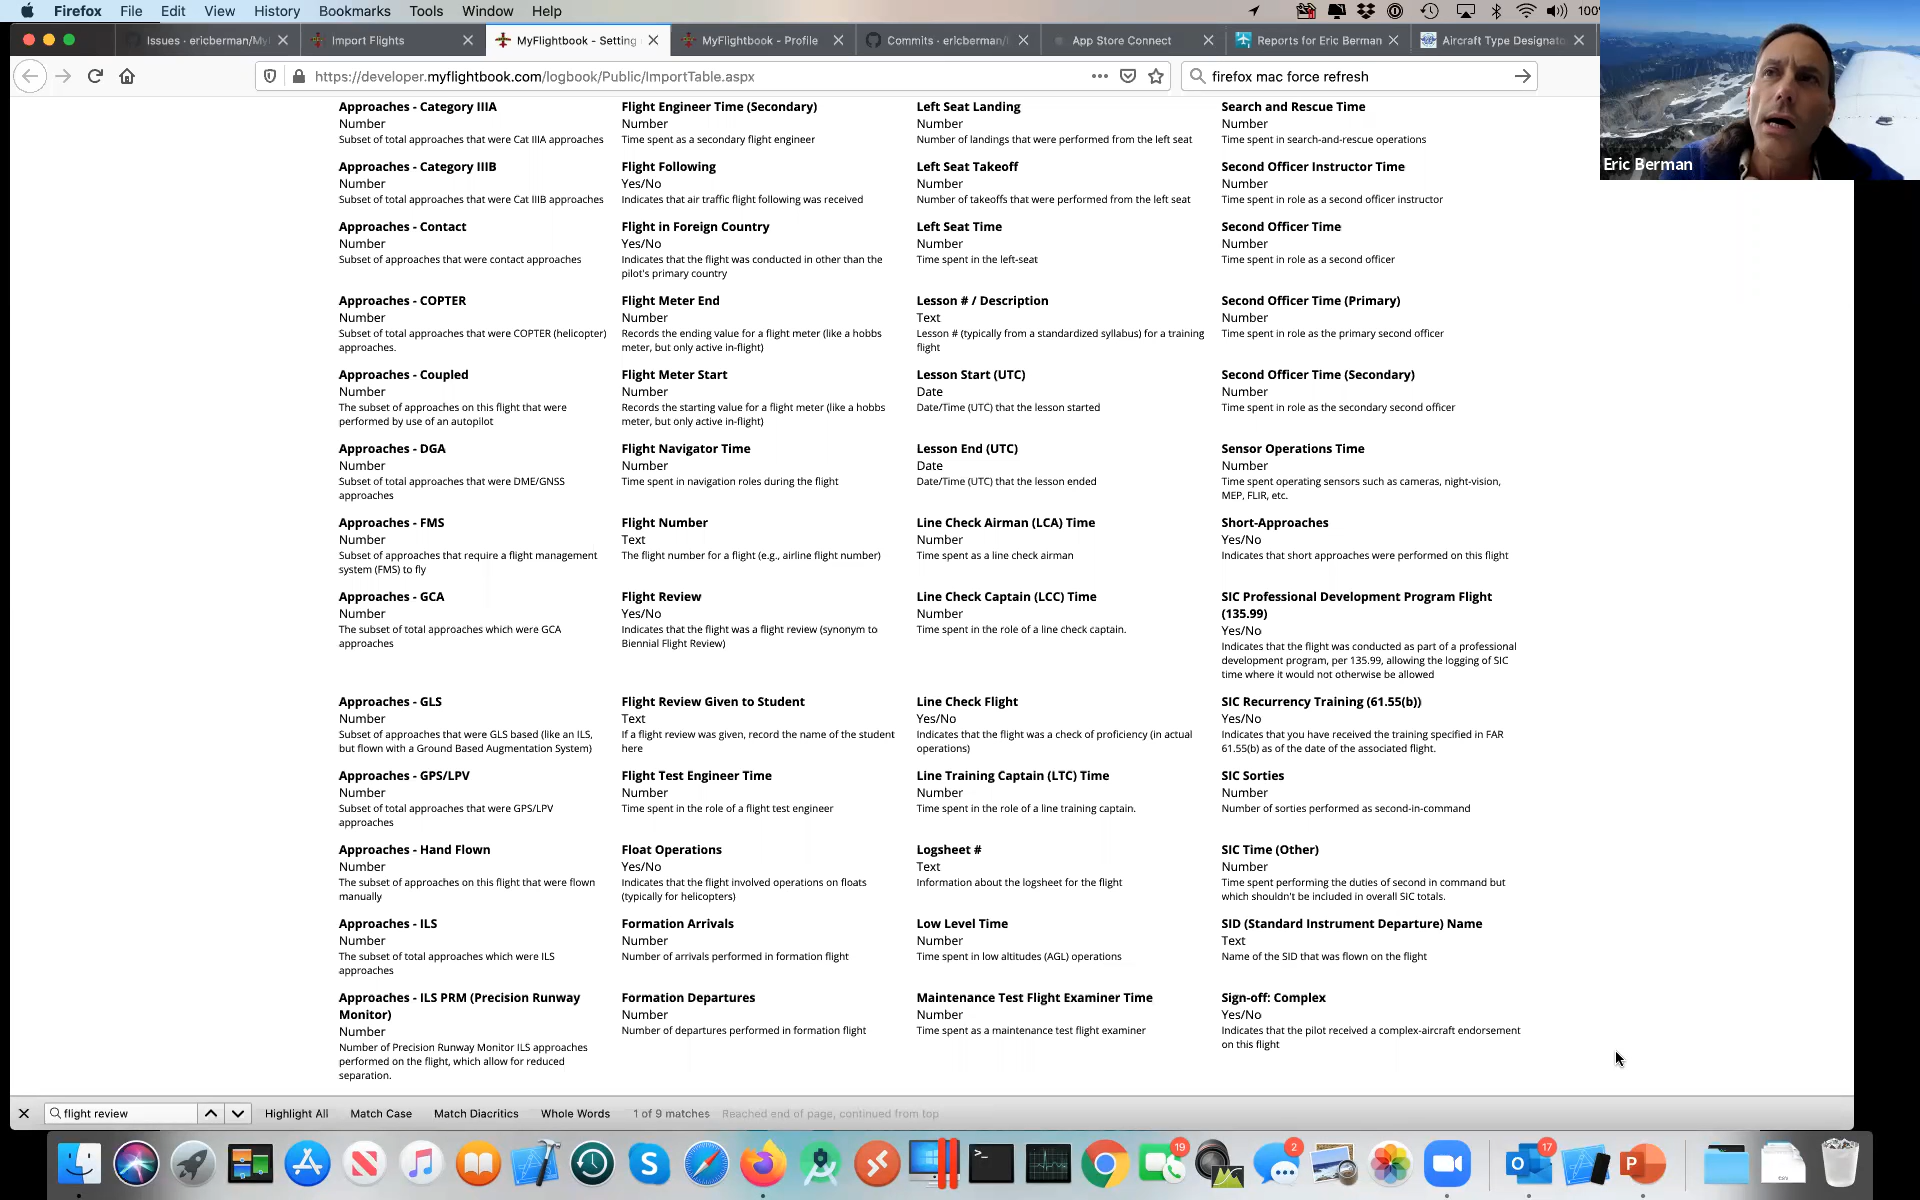 Firefox File Edit View History Bookmarks Tools Window Help
100%
Issues · ericberman/My
Import Flights
MyFlightbook - Setting
MyFlightbook - Profile
Commits · ericberman/
App Store Connect
Reports for Eric Berman
Aircraft Type Designato
https://developer.myflightbook.com/logbook/Public/ImportTable.aspx
firefox mac force refresh
Eric Berman
Approaches - Category IIIA
Number
Subset of total approaches that were Cat IIIA approaches
Approaches - Category IIIB
Number
Subset of total approaches that were Cat IIIB approaches
Approaches - Contact
Number
Subset of approaches that were contact approaches
Approaches - COPTER
Number
Subset of total approaches that were COPTER (helicopter)
approaches.
Approaches - Coupled
Number
The subset of approaches on this flight that were
performed by use of an autopilot
Approaches - DGA
Number
Subset of total approaches that were DME/GNSS
approaches
Approaches - FMS
Number
Subset of approaches that require a flight management
system (FMS) to fly
Approaches - GCA
Number
The subset of total approaches which were GCA
approaches
Approaches - GLS
Number
Subset of approaches that were GLS based (like an ILS,
but flown with a Ground Based Augmentation System)
Approaches - GPS/LPV
Number
Subset of total approaches that were GPS/LPV
approaches
Approaches - Hand Flown
Number
The subset of approaches on this flight that were flown
manually
Approaches - ILS
Number
The subset of total approaches which were ILS
approaches
Approaches - ILS PRM (Precision Runway
Monitor)
Number
Number of Precision Runway Monitor ILS approaches
performed on the flight, which allow for reduced
separation.
Flight Engineer Time (Secondary)
Number
Time spent as a secondary flight engineer
Flight Following
Yes/No
Indicates that air traffic flight following was received
Flight in Foreign Country
Yes/No
Indicates that the flight was conducted in other than the
pilot's primary country
Flight Meter End
Number
Records the ending value for a flight meter (like a hobbs
meter, but only active in-flight)
Flight Meter Start
Number
Records the starting value for a flight meter (like a hobbs
meter, but only active in-flight)
Flight Navigator Time
Number
Time spent in navigation roles during the flight
Flight Number
Text
The flight number for a flight (e.g., airline flight number)
Flight Review
Yes/No
Indicates that the flight was a flight review (synonym to
Biennial Flight Review)
Flight Review Given to Student
Text
If a flight review was given, record the name of the student
here
Flight Test Engineer Time
Number
Time spent in the role of a flight test engineer
Float Operations
Yes/No
Indicates that the flight involved operations on floats
(typically for helicopters)
Formation Arrivals
Number
Number of arrivals performed in formation flight
Formation Departures
Number
Number of departures performed in formation flight
Left Seat Landing
Number
Number of landings that were performed from the left seat
Left Seat Takeoff
Number
Number of takeoffs that were performed from the left seat
Left Seat Time
Number
Time spent in the left-seat
Lesson # / Description
Text
Lesson # (typically from a standardized syllabus) for a training
flight
Lesson Start (UTC)
Date
Date/Time (UTC) that the lesson started
Lesson End (UTC)
Date
Date/Time (UTC) that the lesson ended
Line Check Airman (LCA) Time
Number
Time spent as a line check airman
Line Check Captain (LCC) Time
Number
Time spent in the role of a line check captain.
Line Check Flight
Yes/No
Indicates that the flight was a check of proficiency (in actual
operations)
Line Training Captain (LTC) Time
Number
Time spent in the role of a line training captain.
Logsheet #
Text
Information about the logsheet for the flight
Low Level Time
Number
Time spent in low altitudes (AGL) operations
Maintenance Test Flight Examiner Time
Number
Time spent as a maintenance test flight examiner
Search and Rescue Time
Number
Time spent in search-and-rescue operations
Second Officer Instructor Time
Number
Time spent in role as a second officer instructor
Second Officer Time
Number
Time spent in role as a second officer
Second Officer Time (Primary)
Number
Time spent in role as the primary second officer
Second Officer Time (Secondary)
Number
Time spent in role as the secondary second officer
Sensor Operations Time
Number
Time spent operating sensors such as cameras, night-vision,
MEP, FLIR, etc.
Short-Approaches
Yes/No
Indicates that short approaches were performed on this flight
SIC Professional Development Program Flight
(135.99)
Yes/No
Indicates that the flight was conducted as part of a professional
development program, per 135.99, allowing the logging of SIC
time where it would not otherwise be allowed
SIC Recurrency Training (61.55(b))
Yes/No
Indicates that you have received the training specified in FAR
61.55(b) as of the date of the associated flight.
SIC Sorties
Number
Number of sorties performed as second-in-command
SIC Time (Other)
Number
Time spent performing the duties of second in command but
which shouldn't be included in overall SIC totals.
SID (Standard Instrument Departure) Name
Text
Name of the SID that was flown on the flight
Sign-off: Complex
Yes/No
Indicates that the pilot received a complex-aircraft endorsement
on this flight
flight review
Highlight All Match Case Match Diacritics Whole Words 1 of 9 matches Reached end of page, continued from top
19
2
17